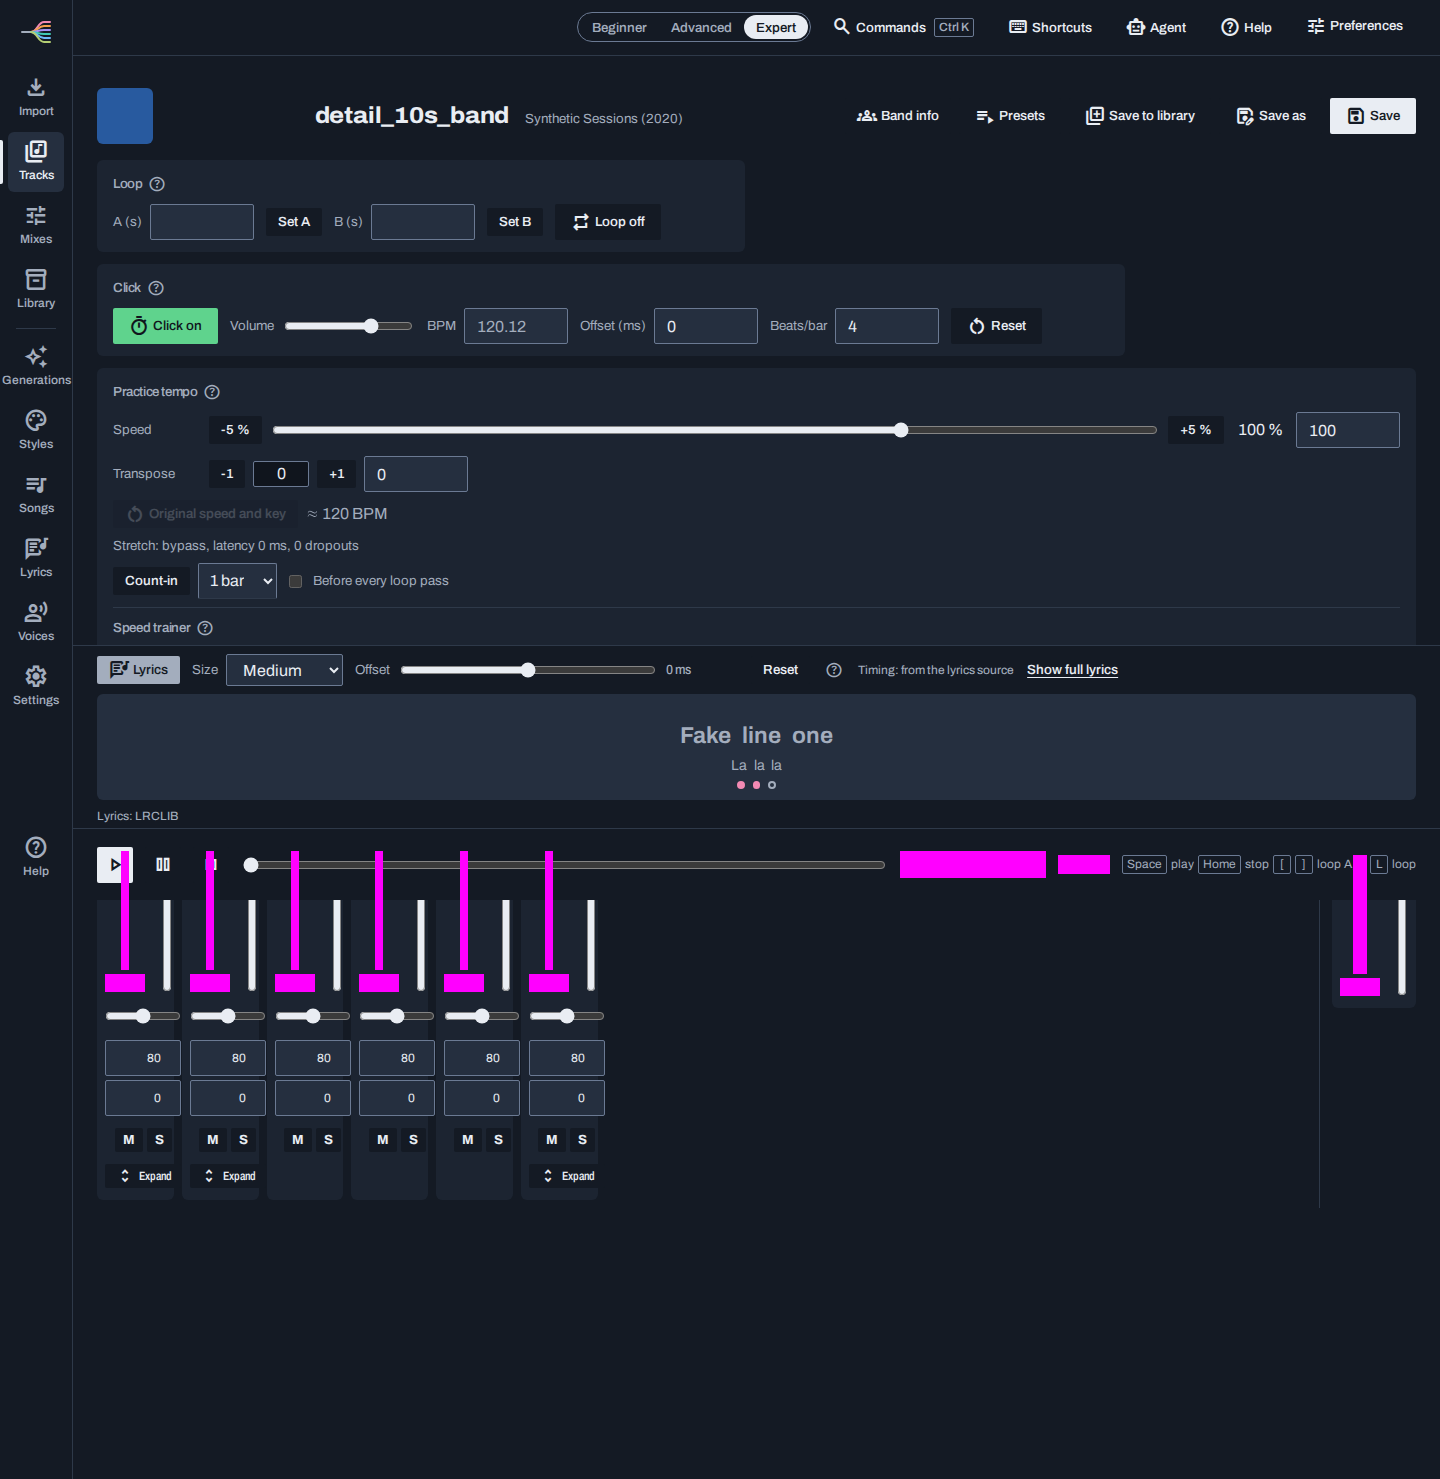 Beginner Advanced Expert Commands Ctrl K Shortcuts Agent Help Preferences
Import
Tracks
Mixes
Library
Generations
Styles
Songs
Lyrics
Voices
Settings
Help
detail_10s_band Synthetic Sessions (2020) Band info Presets Save to library Save as Save
Loop
A (s) Set A B (s) Set B Loop off
Click
Click on Volume BPM 120.12 Offset (ms) 0 Beats/bar 4 Reset
Practice tempo
Speed -5 % +5 % 100 % 100
Transpose -1 0 +1 0
Original speed and key ≈ 120 BPM
Stretch: bypass, latency 0 ms, 0 dropouts
Count-in 1 bar Before every loop pass
Speed trainer
Lyrics Size Medium Offset 0 ms Reset Timing: from the lyrics source Show full lyrics
Fake line one
La la la
Lyrics: LRCLIB
Space play Home stop [ ] loop A L loop
80 80 80 80 80 80
0 0 0 0 0 0
M S M S M S M S M S M S
Expand Expand Expand